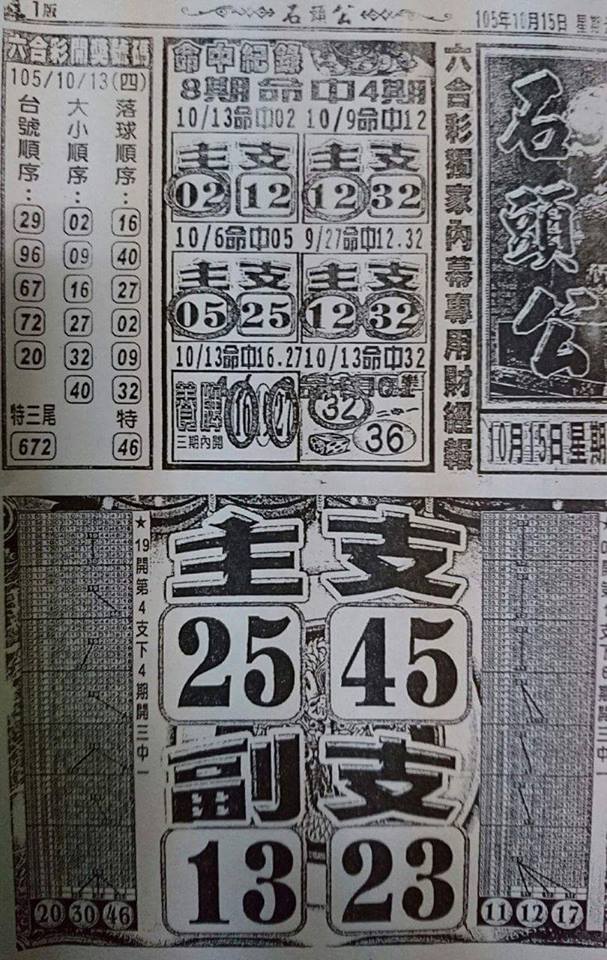 1版
石頭公
105年10月15日 星期
六合彩開獎號碼
105/10/13(四)
落球順序：
大小順序：
台號順序：
29 02 16
96 09 40
67 16 27
72 27 02
20 32 09
40 32
特三尾 特
672 46
命中紀錄
8期命中4期
10/13命中02 10/9命中12
主支 主支
02 12 12 32
10/6命中05 9/27命中12.32
主支 主支
05 25 12 32
10/13命中16.27 10/13命中32
16 27
三期內開
32
36
六合彩獨家內幕專用財經報
石頭公
10月15日星期
★19開第4支下4期開三中一
主支
25 45
副支
13 23
20 30 46
11 12 17